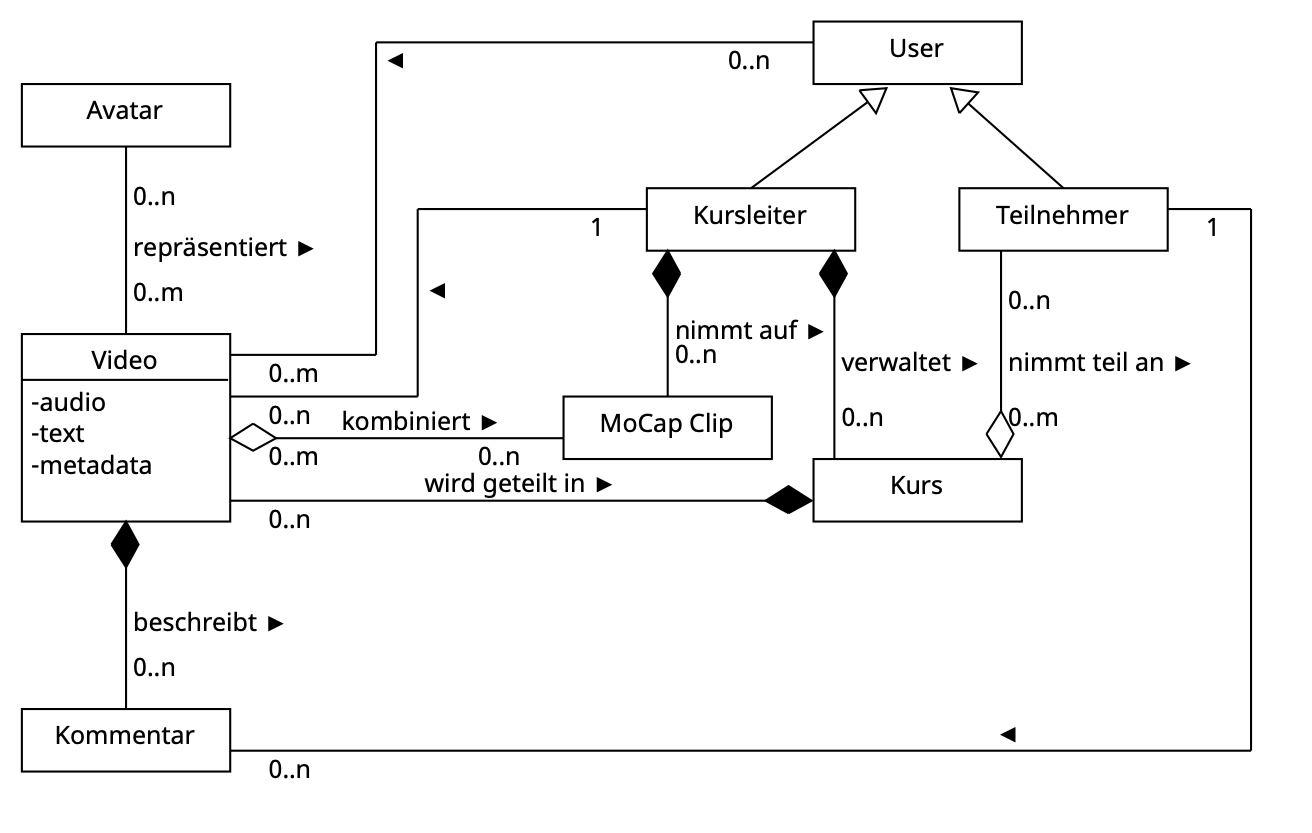 User
◄
0..n
Avatar
0..n
repräsentiert ►
0..m
Kursleiter
1
Teilnehmer
1
◄
nimmt auf ►
0..n
verwaltet ►
0..n
0..n
nimmt teil an ►
0..m
Video
-audio
-text
-metadata
0..m
0..n
kombiniert ►
0..m
0..n
MoCap Clip
wird geteilt in ►
0..n
Kurs
beschreibt ►
0..n
Kommentar
◄
0..n